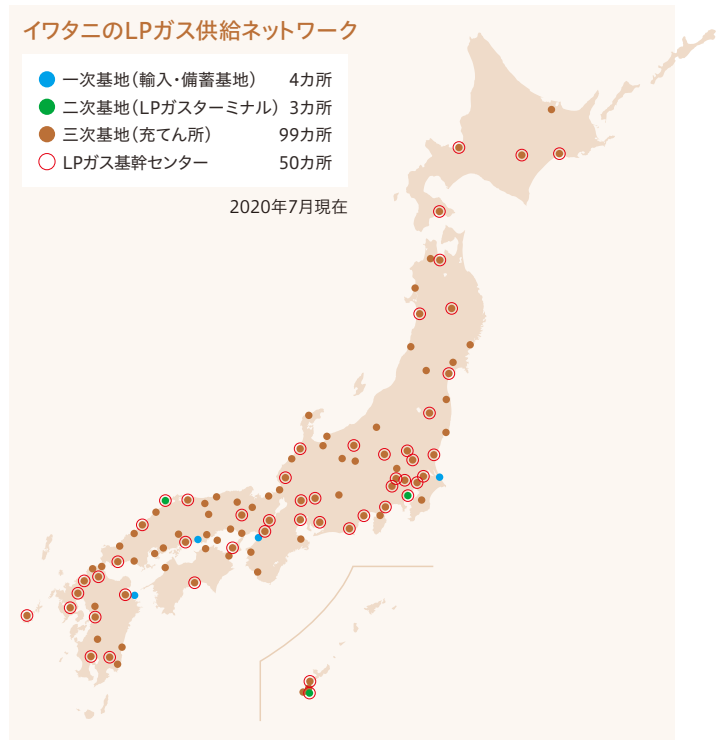 イワタニのLPガス供給ネットワーク
一次基地(輸入・備蓄基地) 4カ所
二次基地(LPガスターミナル) 3カ所
三次基地(充てん所) 99カ所
LPガス基幹センター 50カ所
2020年7月現在